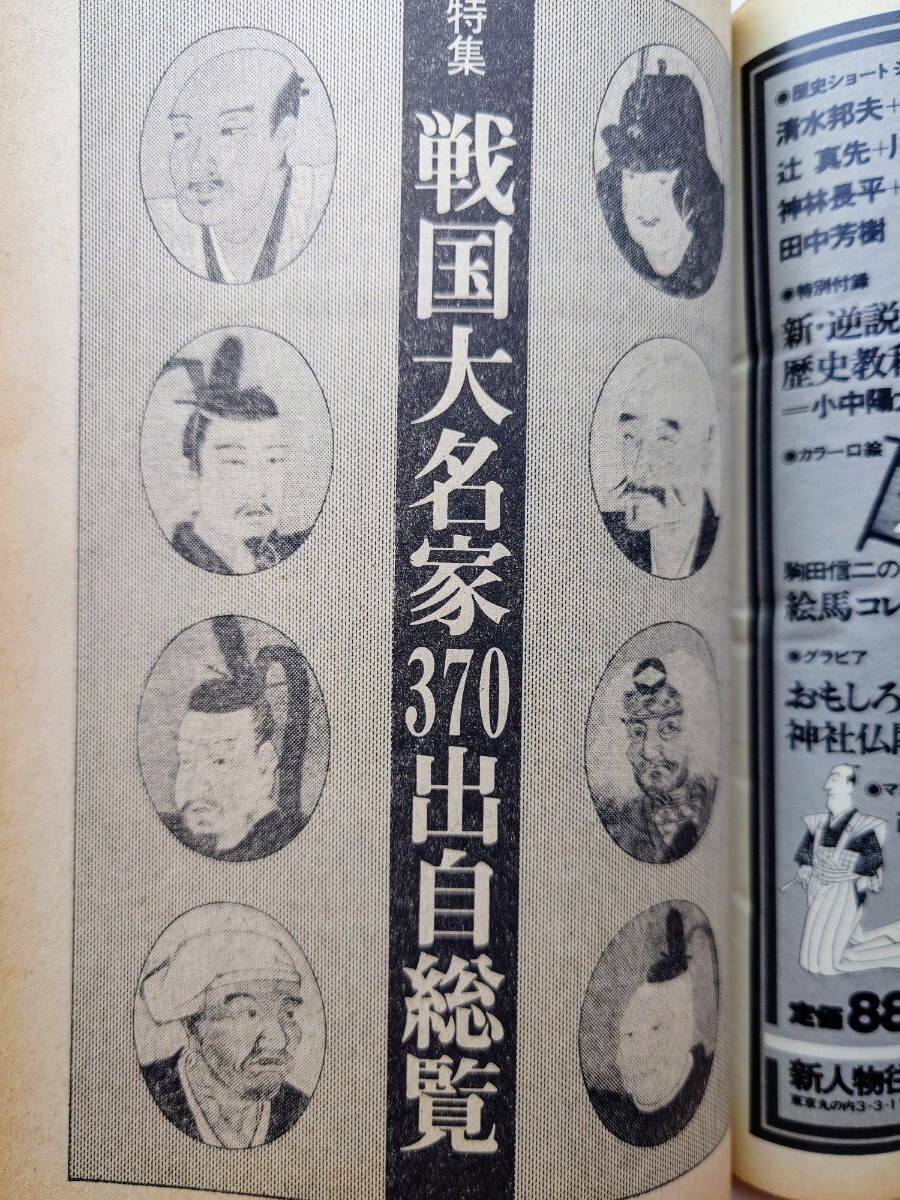 特集
戦国大名家370出自総覧
●歴史ショート
清水邦夫+
辻 真先+
神林長平+
田中芳樹
●特別付録
新・逆説
歴史教
=小中陽
●カラー口絵
駒田信二の
絵馬コレ
●グラビア
おもしろ
神社仏
●マ
定価88
新人物往
東京丸の内3-3-1